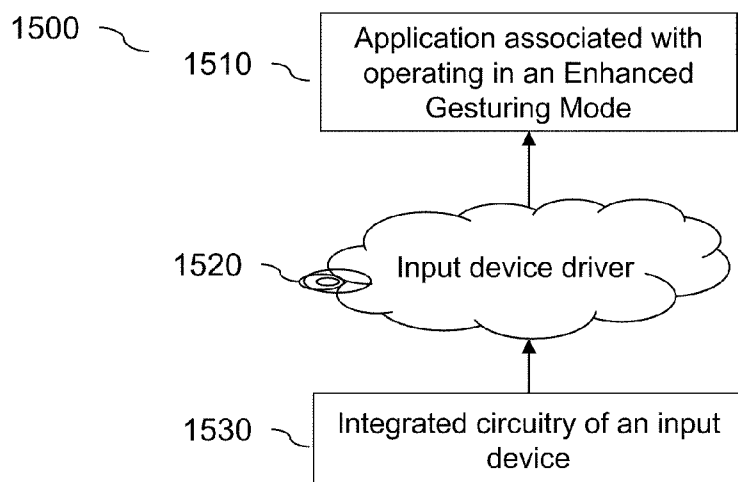 1500
1510
Application associated with
operating in an Enhanced
Gesturing Mode
1520
Input device driver
1530
Integrated circuitry of an input
device